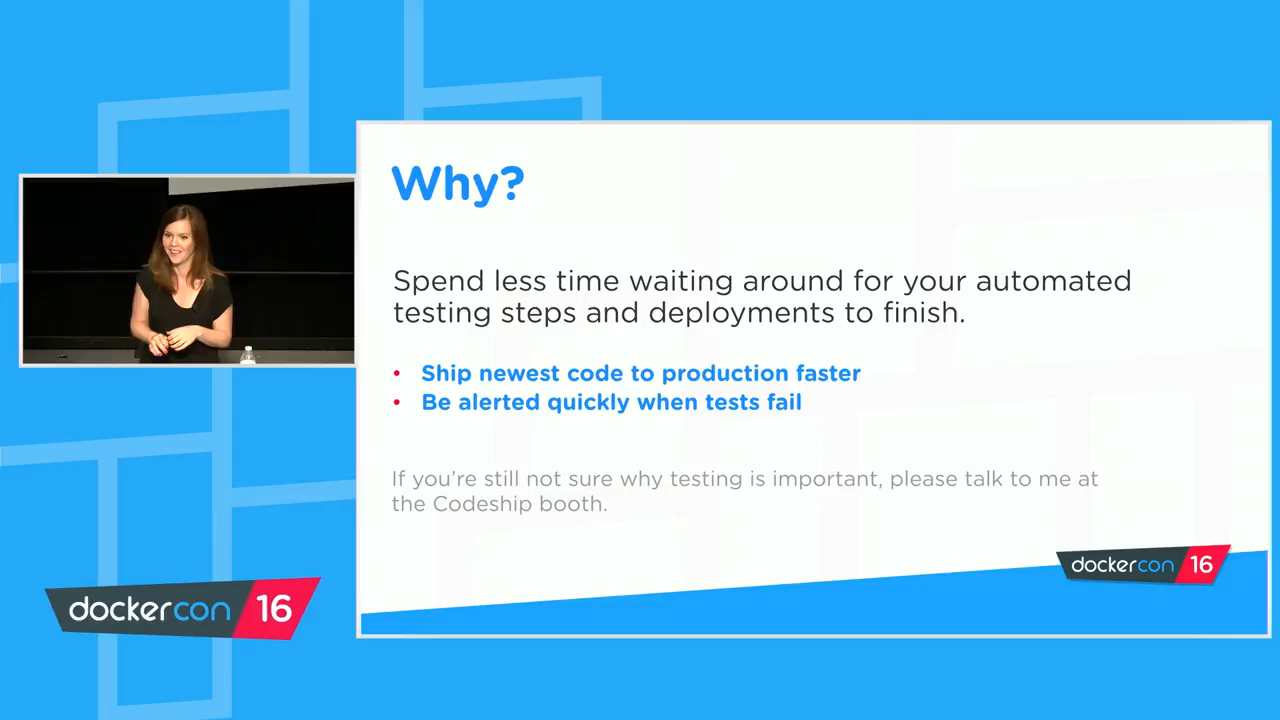 Why?
Spend less time waiting around for your automated
testing steps and deployments to finish.
• Ship newest code to production faster
• Be alerted quickly when tests fail
If you're still not sure why testing is important, please talk to me at
the Codeship booth.
dockercon 16
dockercon 16